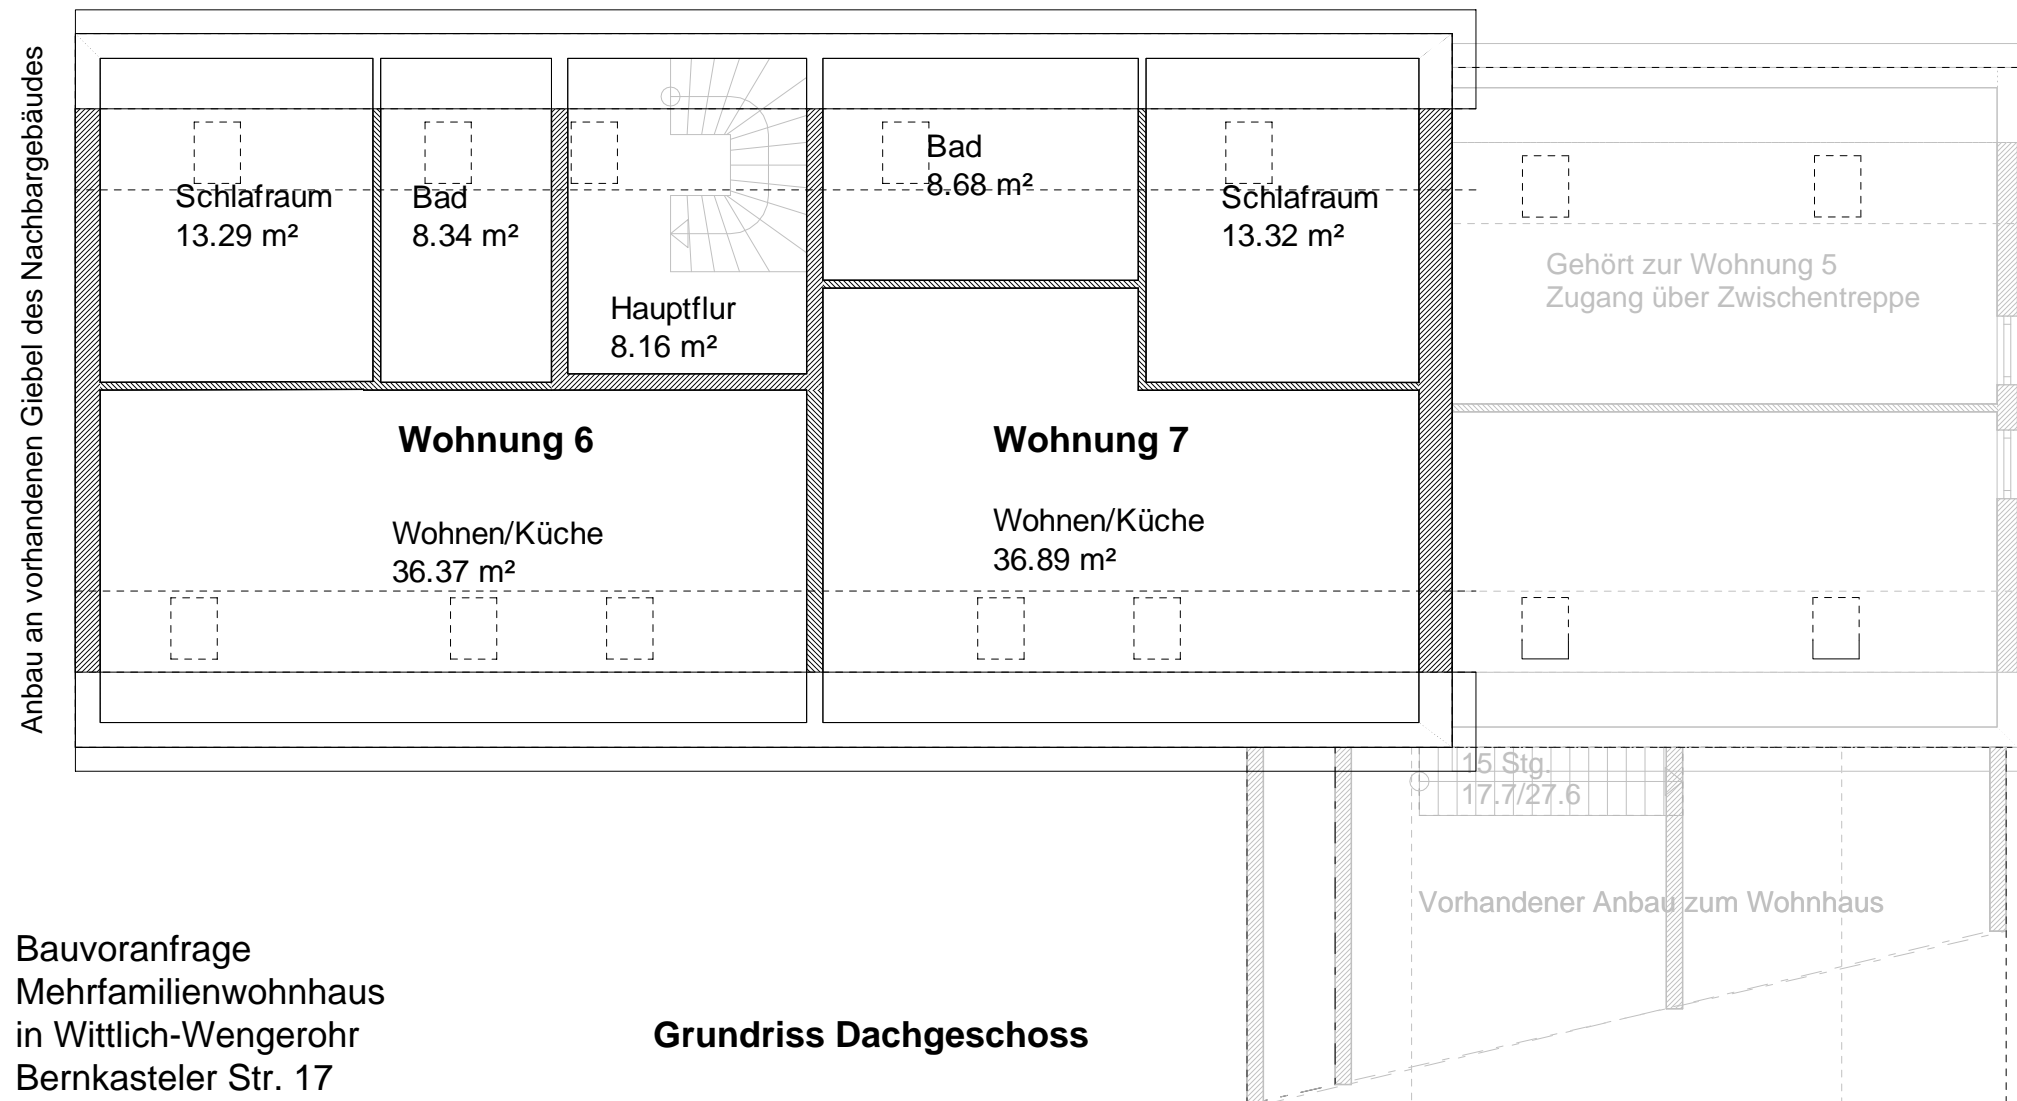 Anbau an vorhandenen Giebel des Nachbargebäudes
Schlafraum
13.29 m²
Bad
8.34 m²
Hauptflur
8.16 m²
Bad
8.68 m²
Schlafraum
13.32 m²
Gehört zur Wohnung 5
Zugang über Zwischentreppe
Wohnung 6
Wohnen/Küche
36.37 m²
Wohnung 7
Wohnen/Küche
36.89 m²
15 Stg.
17.7/27.6
Vorhandener Anbau zum Wohnhaus
Bauvoranfrage
Mehrfamilienwohnhaus
in Wittlich-Wengerohr
Bernkasteler Str. 17
Grundriss Dachgeschoss